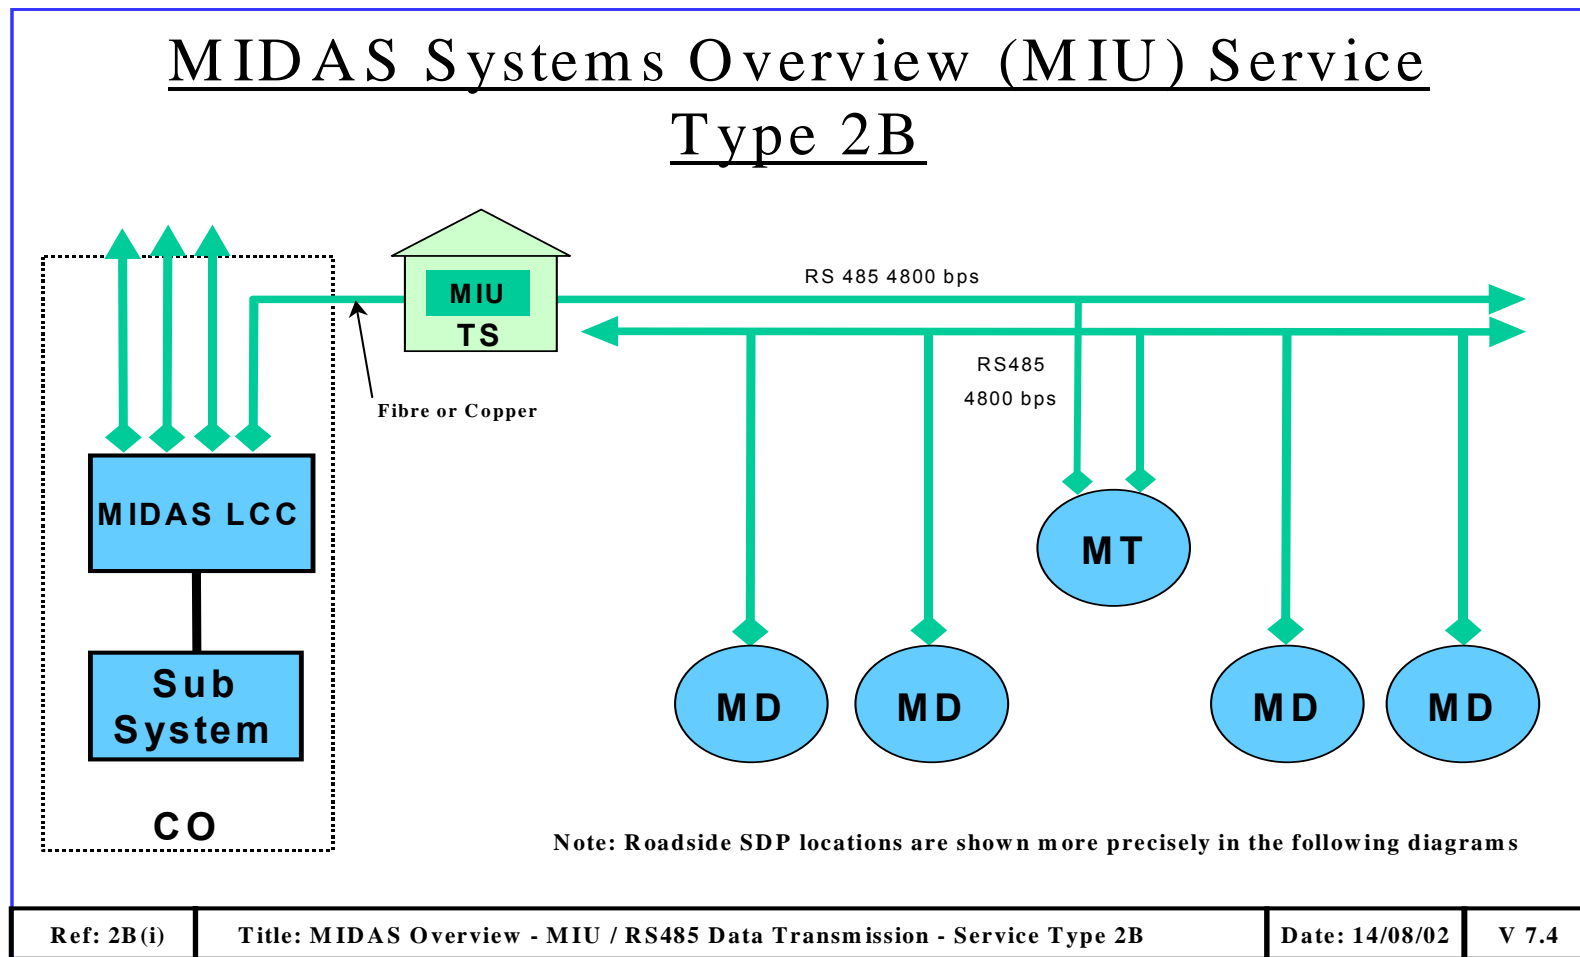 MIDAS Systems Overview (MIU) Service
Type 2B
RS 485 4800 bps
MIU
TS
RS485
4800 bps
Fibre or Copper
MIDAS LCC
MT
Sub
System
MD
MD
MD
MD
CO
Note: Roadside SDP locations are shown more precisely in the following diagrams
Ref: 2B(i)
Title: MIDAS Overview - MIU / RS485 Data Transmission - Service Type 2B
Date: 14/08/02
V 7.4